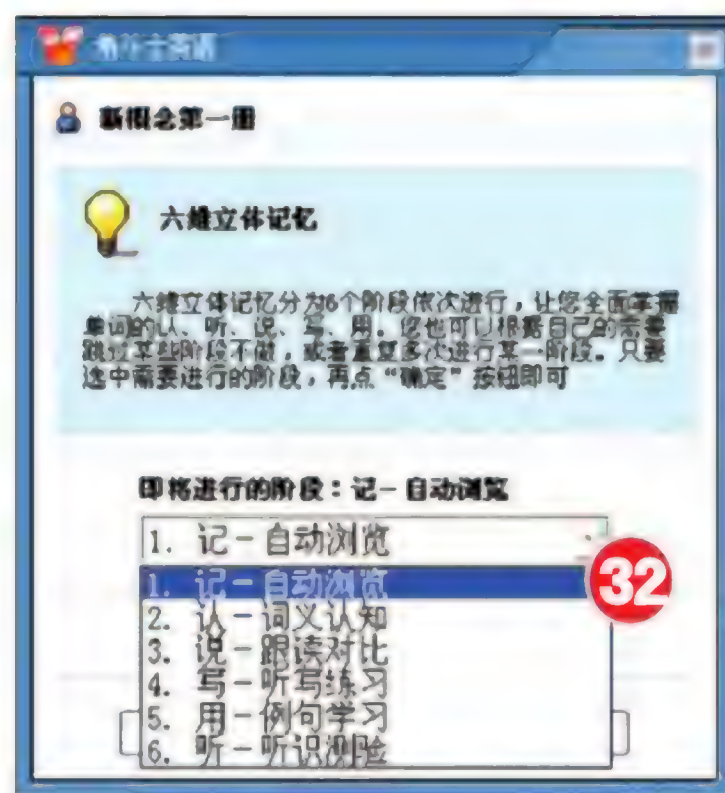 格斗士英语
新概念第一册
六维立体记忆
六维立体记忆分为6个阶段依次进行，让您全面掌握
单词的认、听、说、写、用。您也可以根据自己的需要
跳过某些阶段不做，或者重复多次进行某一阶段。只要
选中需要进行的阶段，再点“确定”按钮即可
即将进行的阶段：记－自动浏览
1. 记－自动浏览
1. 记－自动浏览
32
2. 认－词义认知
3. 说－跟读对比
4. 写－听写练习
5. 用－例句学习
6. 听－听识测验